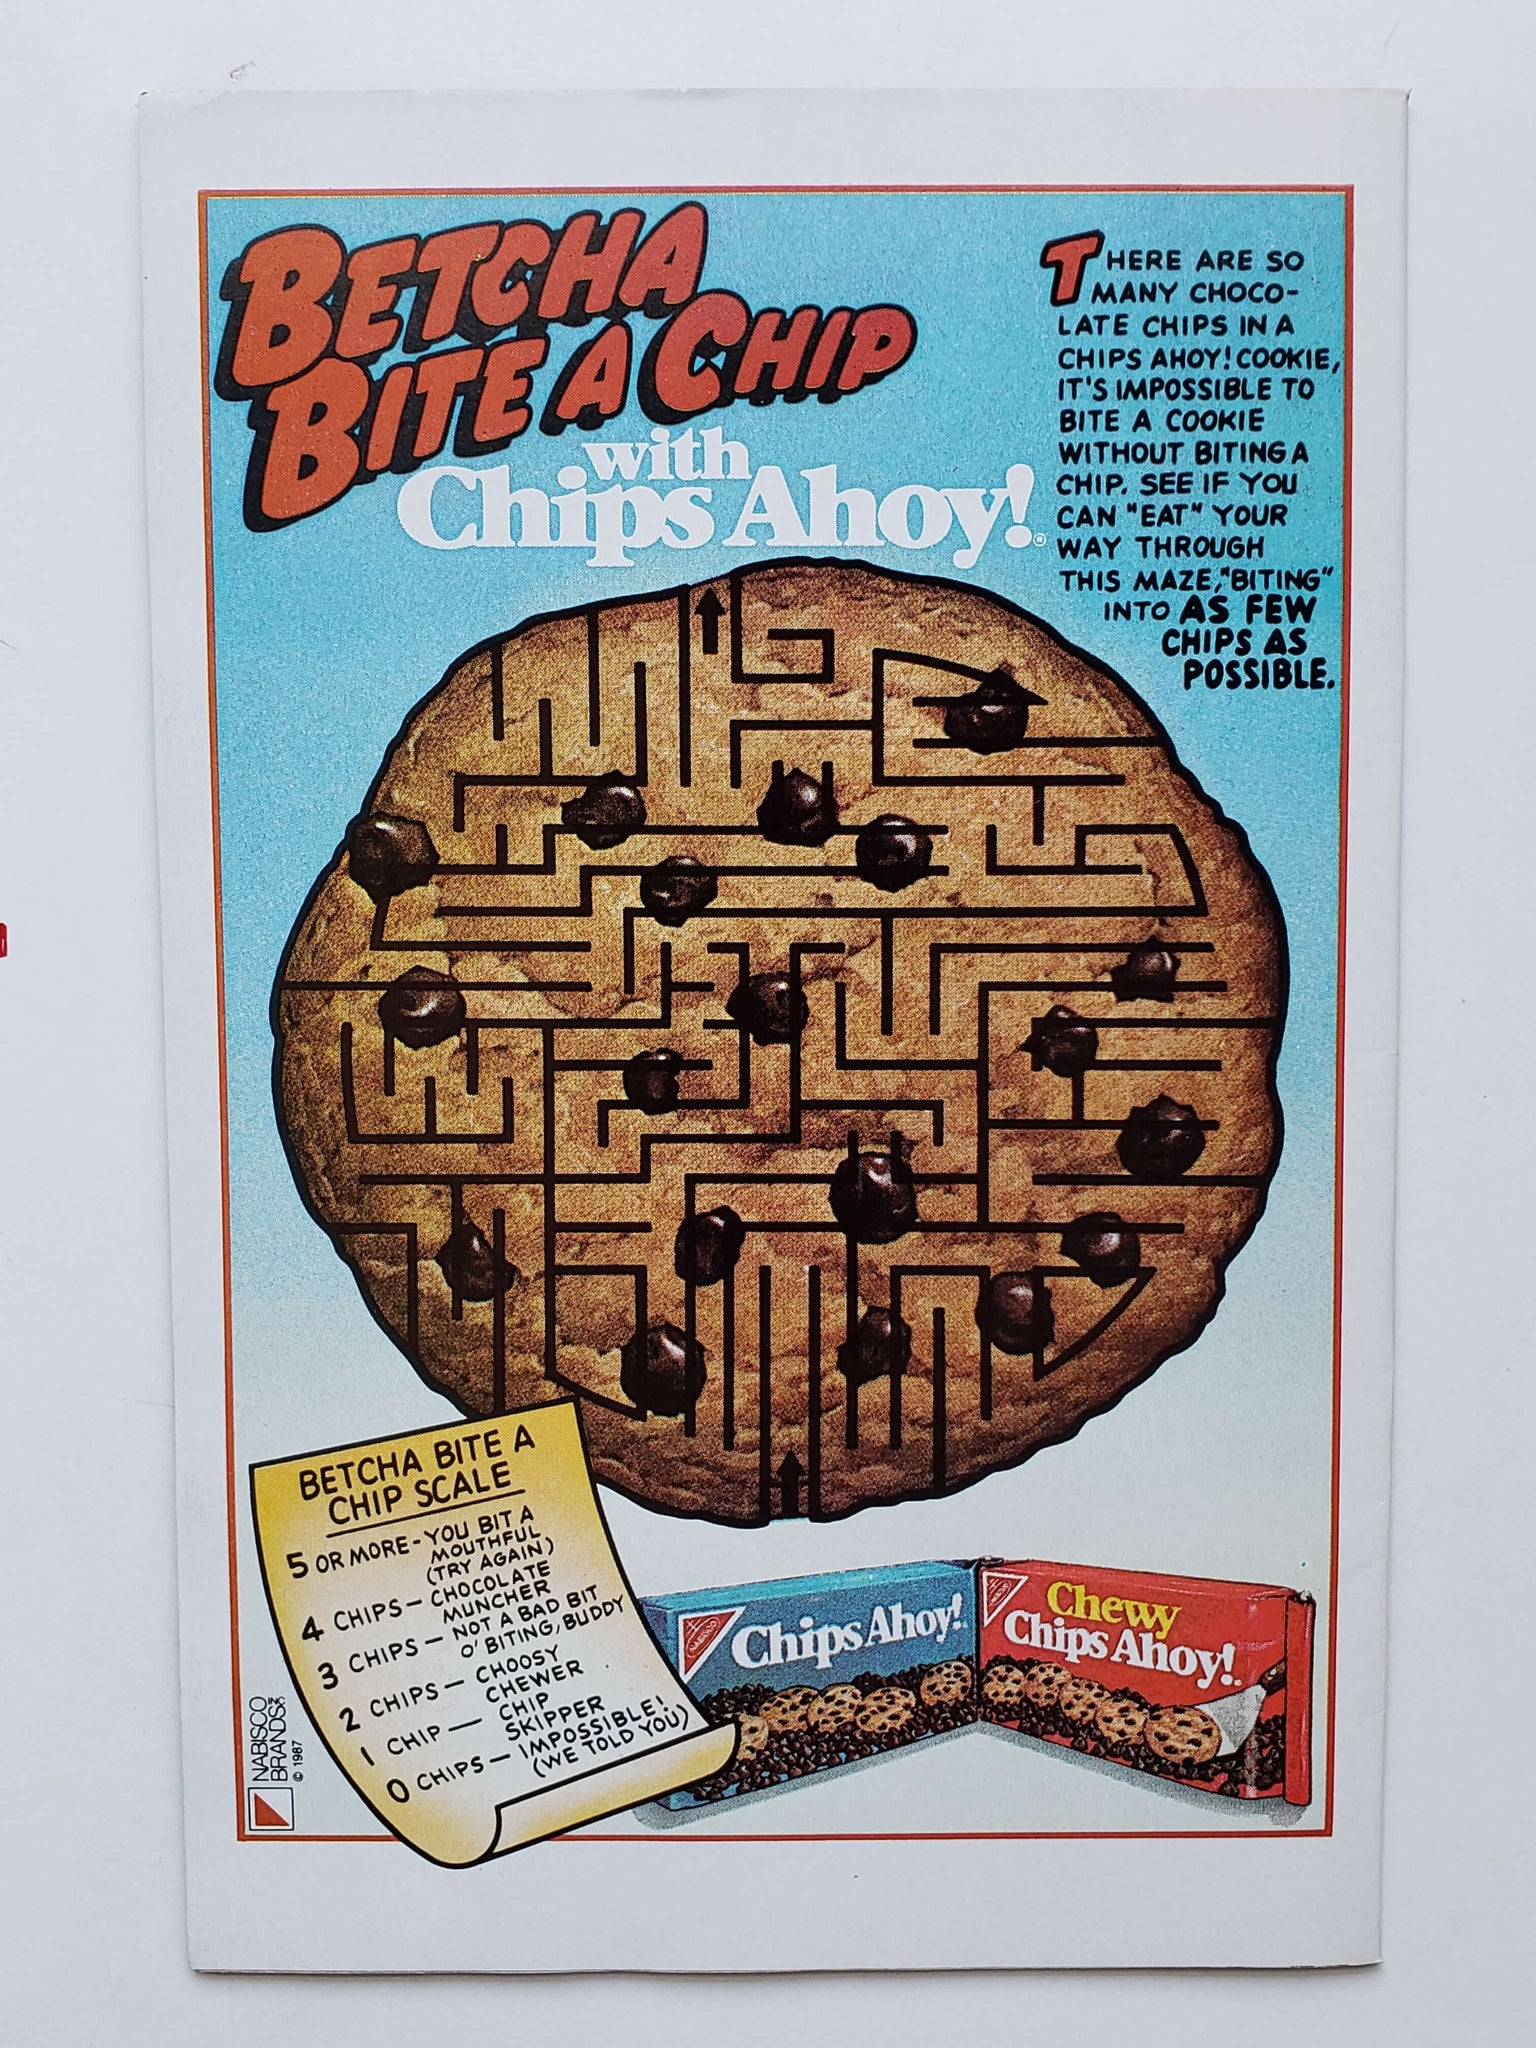 BETCHA
BITE A CHIP
with
Chips Ahoy!®
THERE ARE SO
MANY CHOCO-
LATE CHIPS IN A
CHIPS AHOY! COOKIE,
IT'S IMPOSSIBLE TO
BITE A COOKIE
WITHOUT BITING A
CHIP. SEE IF YOU
CAN "EAT" YOUR
WAY THROUGH
THIS MAZE, "BITING"
INTO AS FEW
CHIPS AS
POSSIBLE.
BETCHA BITE A
CHIP SCALE
5 OR MORE - YOU BIT A
MOUTHFUL
(TRY AGAIN)
4 CHIPS - CHOCOLATE
MUNCHER
3 CHIPS - NOT A BAD BIT
O' BITING, BUDDY
2 CHIPS - CHOOSY
CHEWER
1 CHIP - CHIP
SKIPPER
0 CHIPS - IMPOSSIBLE!
(WE TOLD YOU)
NABISCO
BRANDS INC
© 1987
NABISCO
Chips Ahoy!
NABISCO
Chewy
Chips Ahoy!